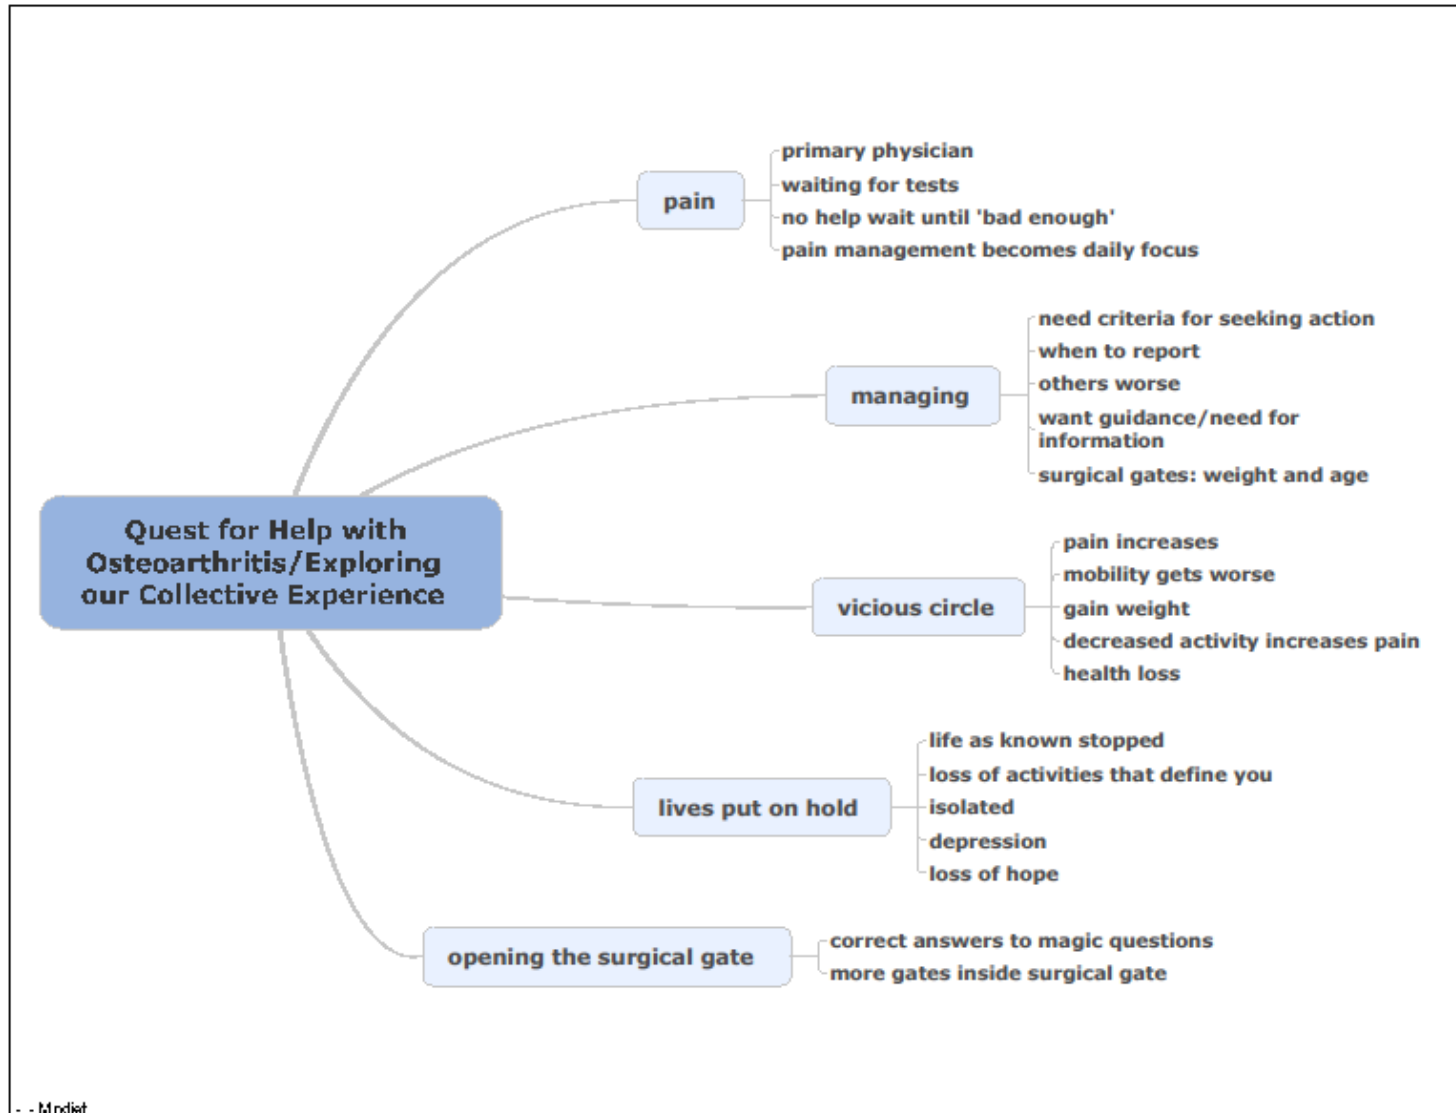 Quest for Help with
Osteoarthritis/Exploring
our Collective Experience
pain
primary physician
waiting for tests
no help wait until 'bad enough'
pain management becomes daily focus
managing
need criteria for seeking action
when to report
others worse
want guidance/need for
information
surgical gates: weight and age
vicious circle
pain increases
mobility gets worse
gain weight
decreased activity increases pain
health loss
lives put on hold
life as known stopped
loss of activities that define you
isolated
depression
loss of hope
opening the surgical gate
correct answers to magic questions
more gates inside surgical gate